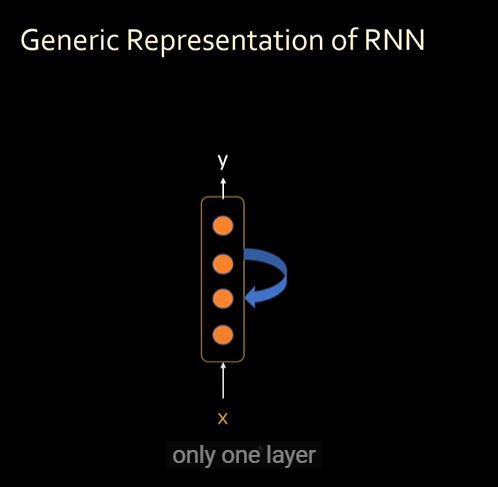 Generic Representation of RNN
y
x
only one layer